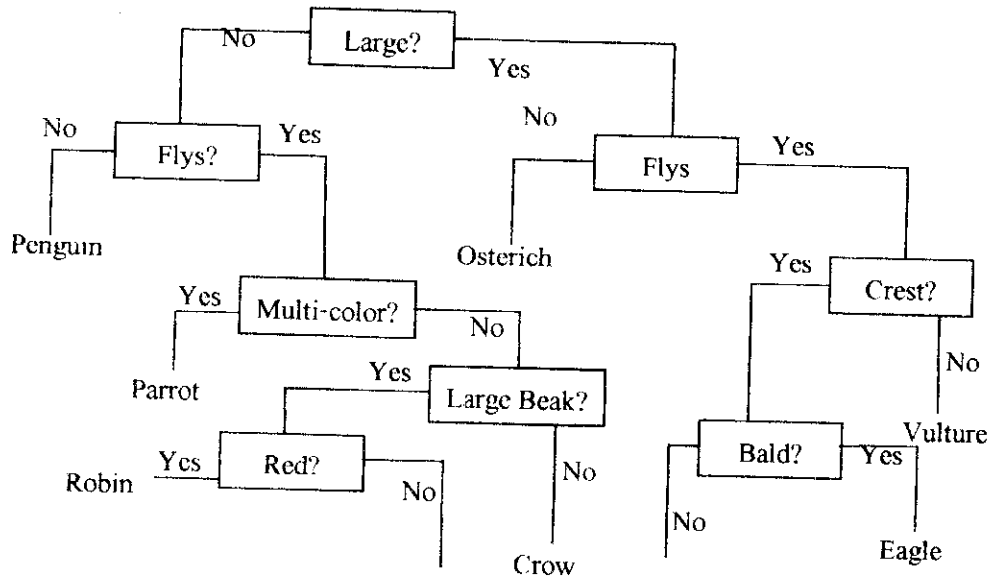 No
Large?
Yes
No
Flys?
Yes
No
Flys
Yes
Penguin
Osterich
Yes
Crest?
Yes
Multi-color?
No
No
Parrot
Yes
Large Beak?
Vulture
Robin
Yes
Red?
No
No
Bald?
Yes
No
Crow
Eagle